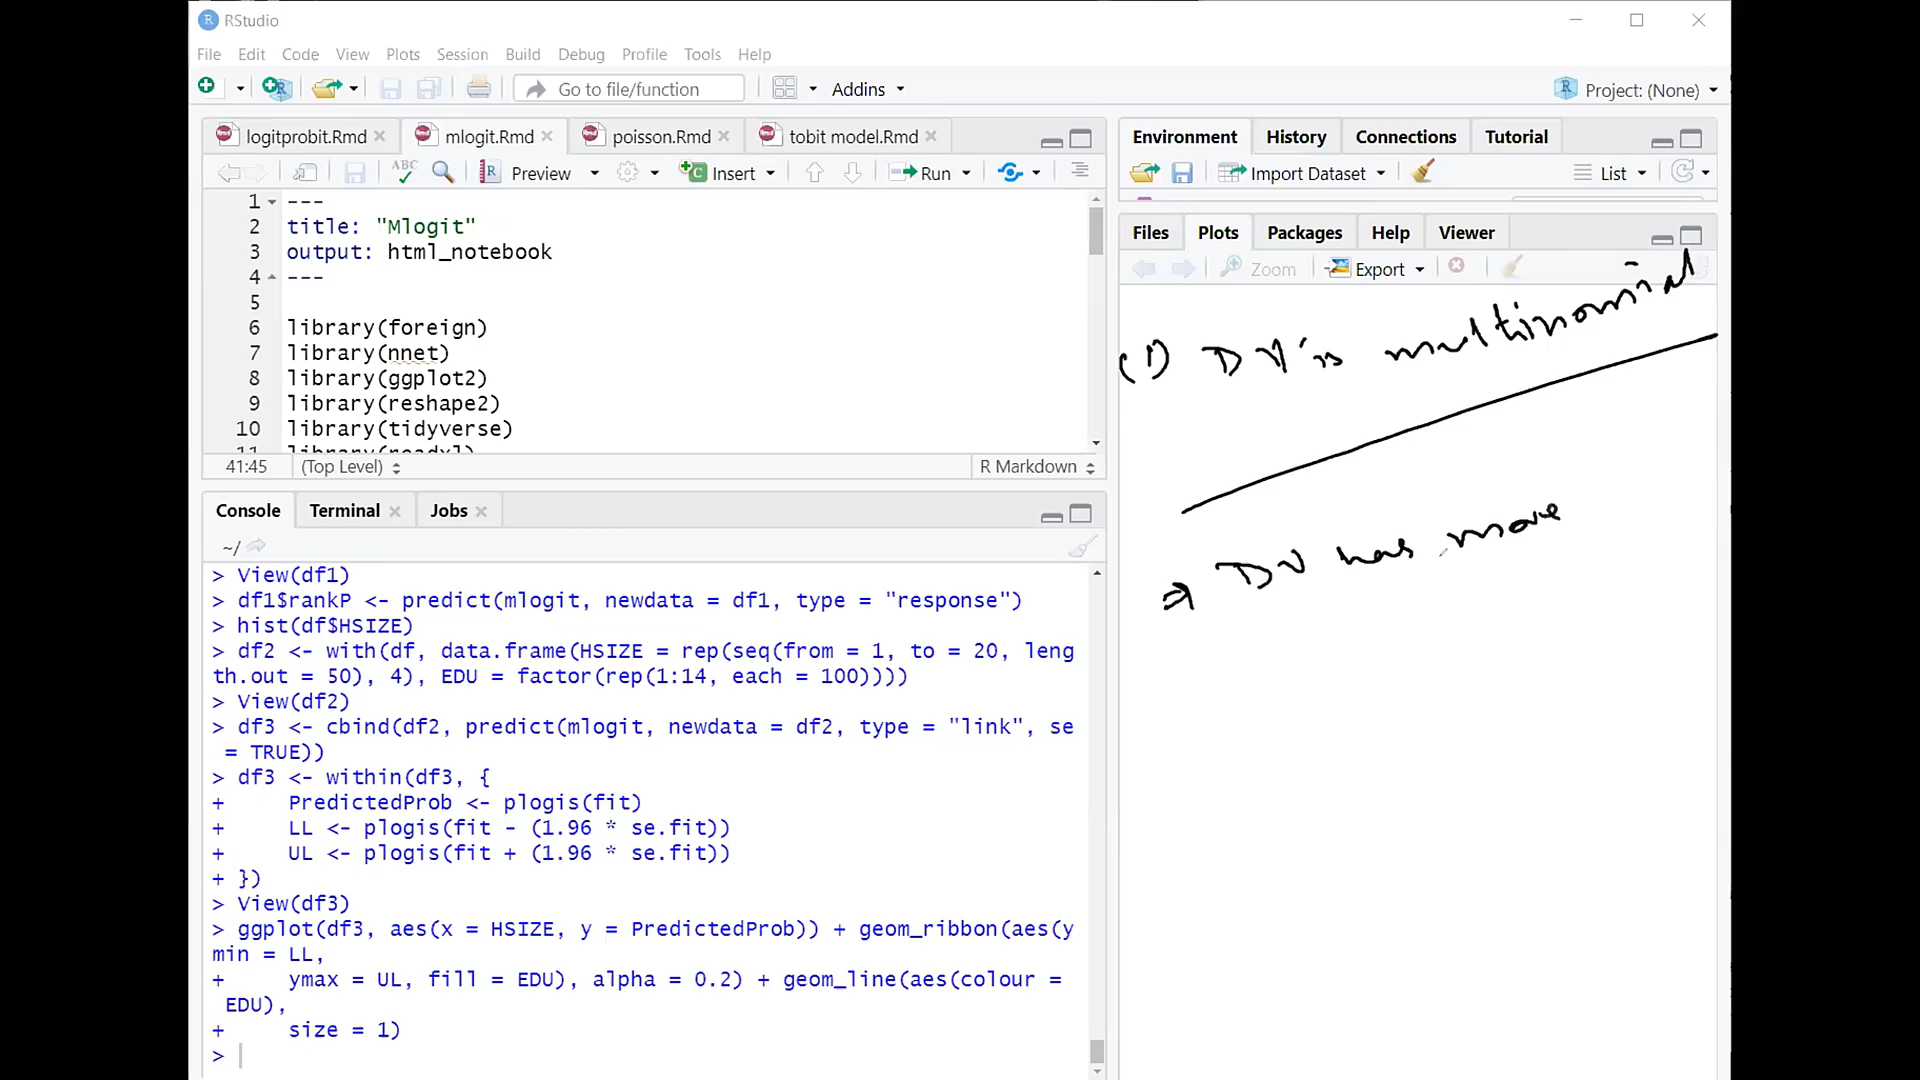 RStudio
File Edit Code View Plots Session Build Debug Profile Tools Help
Go to file/function Addins Project: (None)
logitprobit.Rmd mlogit.Rmd poisson.Rmd tobit model.Rmd
ABC Preview Insert Run
1 ---
2 title: "Mlogit"
3 output: html_notebook
4 ---
5
6 library(foreign)
7 library(nnet)
8 library(ggplot2)
9 library(reshape2)
10 library(tidyverse)
11 library(readxl)
41:45 (Top Level) R Markdown
Console Terminal Jobs
~/
> View(df1)
> df1$rankP <- predict(mlogit, newdata = df1, type = "response")
> hist(df$HSIZE)
> df2 <- with(df, data.frame(HSIZE = rep(seq(from = 1, to = 20, leng
th.out = 50), 4), EDU = factor(rep(1:14, each = 100))))
> View(df2)
> df3 <- cbind(df2, predict(mlogit, newdata = df2, type = "link", se
= TRUE))
> df3 <- within(df3, {
+ PredictedProb <- plogis(fit)
+ LL <- plogis(fit - (1.96 * se.fit))
+ UL <- plogis(fit + (1.96 * se.fit))
+ })
> View(df3)
> ggplot(df3, aes(x = HSIZE, y = PredictedProb)) + geom_ribbon(aes(y
min = LL,
+ ymax = UL, fill = EDU), alpha = 0.2) + geom_line(aes(colour =
EDU),
+ size = 1)
>
Environment History Connections Tutorial
Import Dataset List
Files Plots Packages Help Viewer
Zoom Export
(1) DV is multinomial
⇒ DV has more